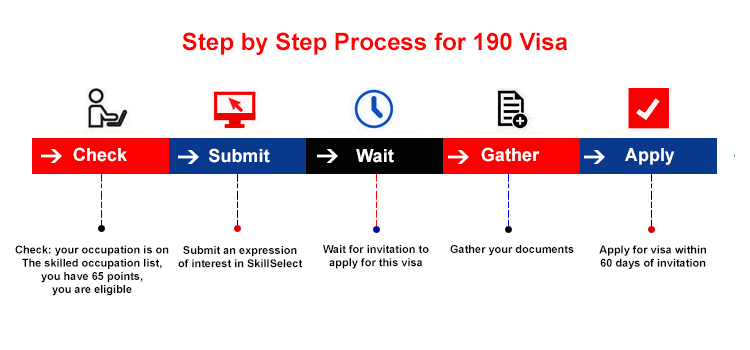 Step by Step Process for 190 Visa
Check
Submit
Wait
Gather
Apply
Check: your occupation is on
The skilled occupation list,
you have 65 points,
you are eligible
Submit an expression
of interest in SkillSelect
Wait for invitation to
apply for this visa
Gather your documents
Apply for visa within
60 days of invitation